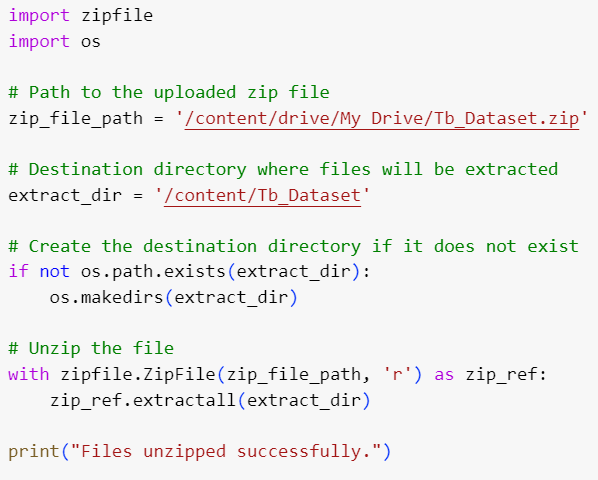 import zipfile
import os
# Path to the uploaded zip file
zip_file_path = '/content/drive/My Drive/Tb_Dataset.zip'
# Destination directory where files will be extracted
extract_dir = '/content/Tb_Dataset'
# Create the destination directory if it does not exist
if not os.path.exists(extract_dir):
    os.makedirs(extract_dir)
# Unzip the file
with zipfile.ZipFile(zip_file_path, 'r') as zip_ref:
    zip_ref.extractall(extract_dir)
print("Files unzipped successfully.")